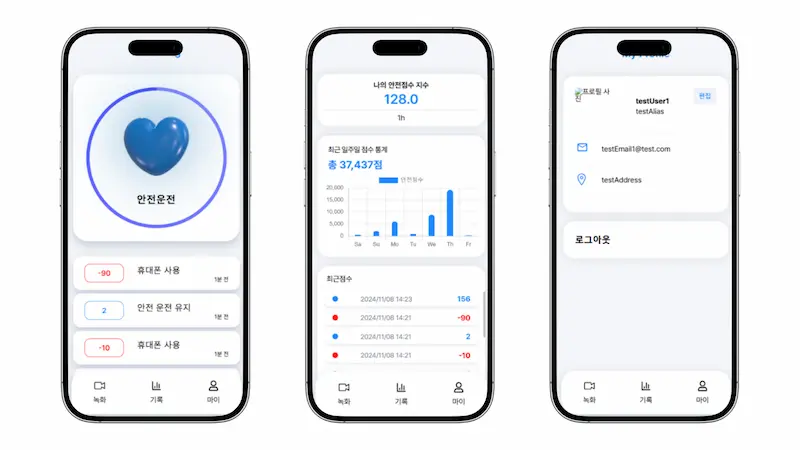 안전운전
-90
휴대폰 사용
1분 전
2
안전 운전 유지
1분 전
-10
휴대폰 사용
1분 전
녹화
기록
마이
나의 안전점수 지수
128.0
1h
최근 일주일 점수 통계
총 37,437점
안전점수
20,000
15,000
10,000
5,000
0
Sa
Su
Mo
Tu
We
Th
Fr
최근점수
2024/11/08 14:23
156
2024/11/08 14:21
-90
2024/11/08 14:21
2
2024/11/08 14:21
-10
녹화
기록
마이
My Profile
프로필 사
진
testUser1
testAlias
편집
testEmail1@test.com
testAddress
로그아웃
녹화
기록
마이